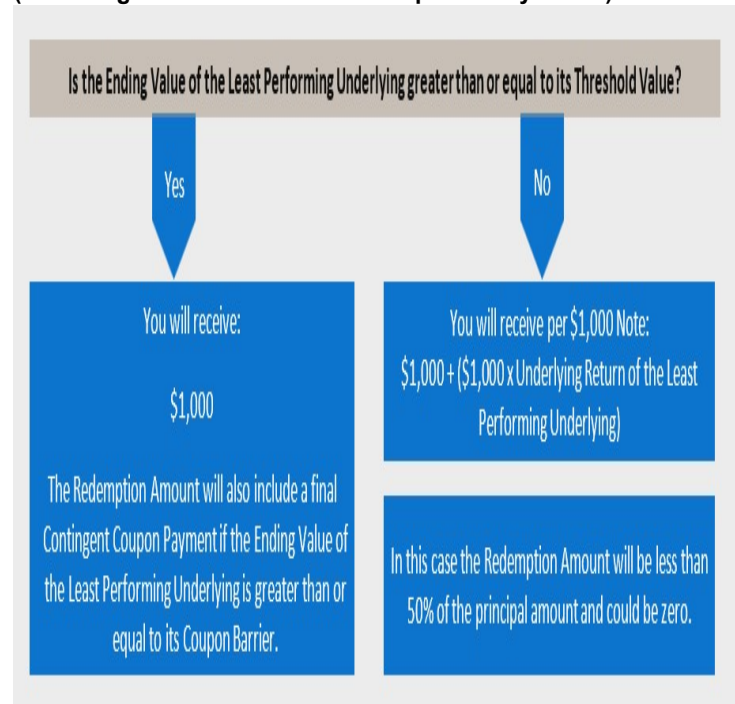 Is the Ending Value of the Least Performing Underlying greater than or equal to its Threshold Value?
Yes
No
You will receive:
$1,000
The Redemption Amount will also include a final
Contingent Coupon Payment if the Ending Value of
the Least Performing Underlying is greater than or
equal to its Coupon Barrier.
You will receive per $1,000 Note:
$1,000 + ($1,000 x Underlying Return of the Least
Performing Underlying)
In this case the Redemption Amount will be less than
50% of the principal amount and could be zero.